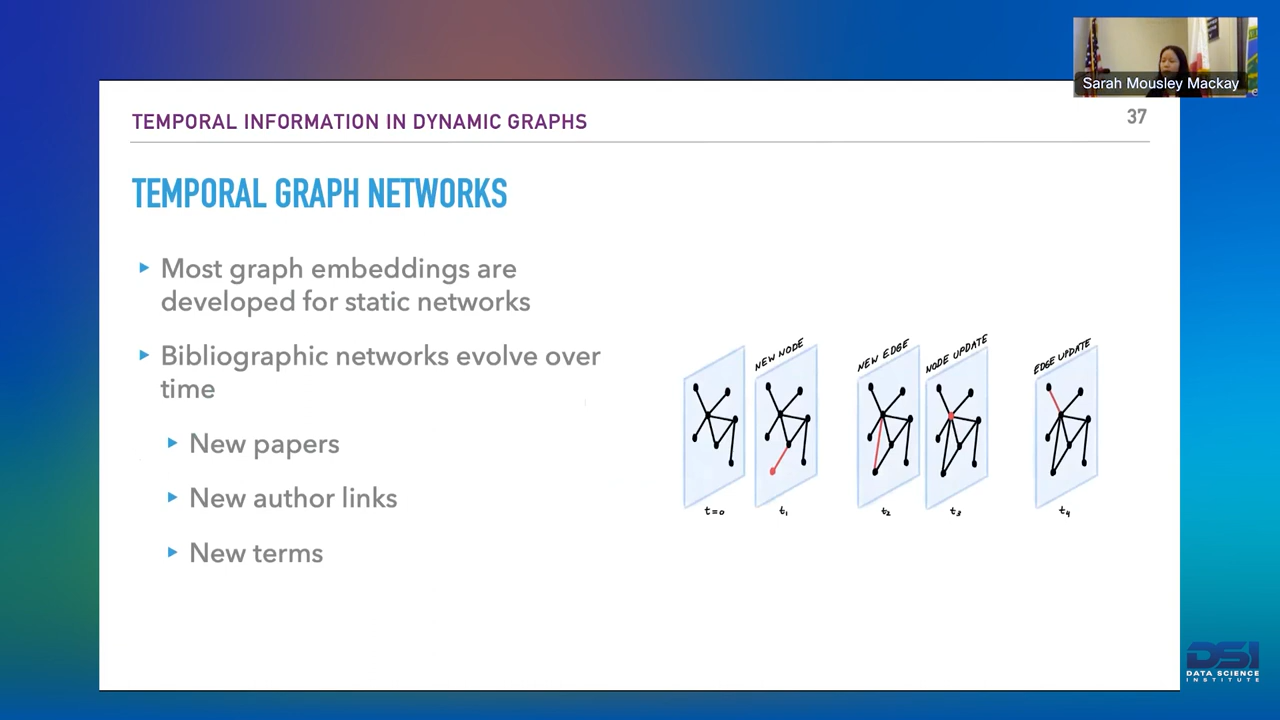 Sarah Mousley Mackay
TEMPORAL INFORMATION IN DYNAMIC GRAPHS
37
TEMPORAL GRAPH NETWORKS
Most graph embeddings are
developed for static networks
Bibliographic networks evolve over
time
New papers
New author links
New terms
NEW NODE
NEW EDGE
NODE UPDATE
EDGE UPDATE
t=0
t₁
t₂
t₃
t₄
DSI
DATA SCIENCE
INSTITUTE